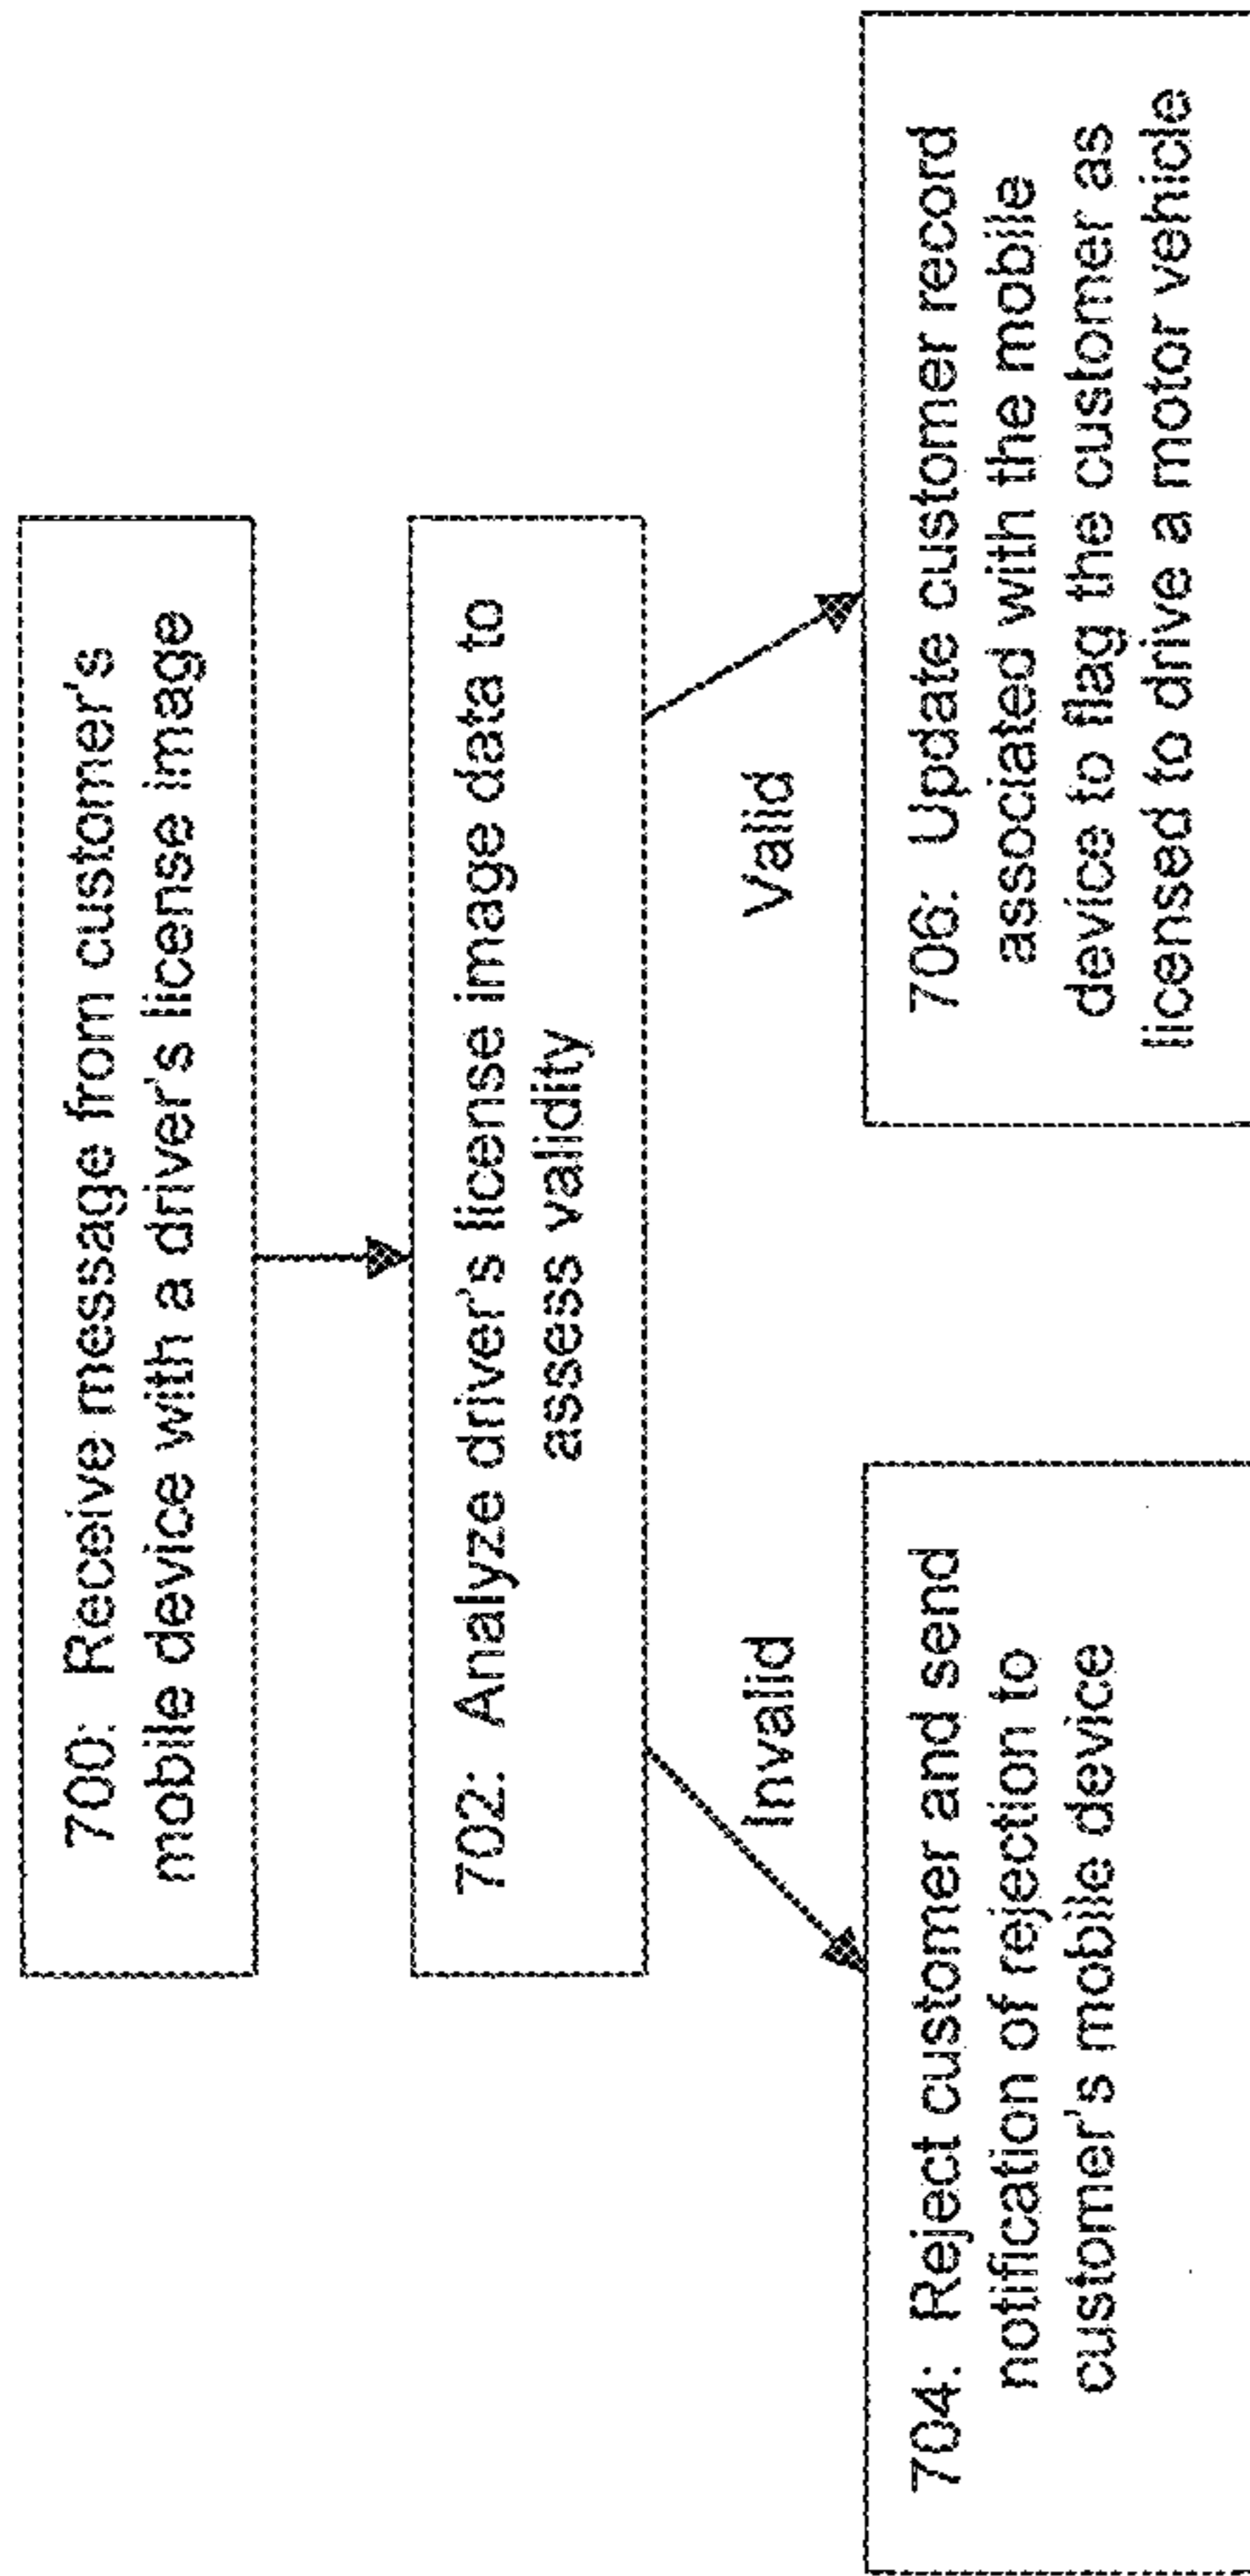 700: Receive message from customer's
mobile device with a driver's license image
702: Analyze driver's license image data to
assess validity
Invalid
Valid
704: Reject customer and send
notification of rejection to
customer's mobile device
706: Update customer record
associated with the mobile
device to flag the customer as
licensed to drive a motor vehicle